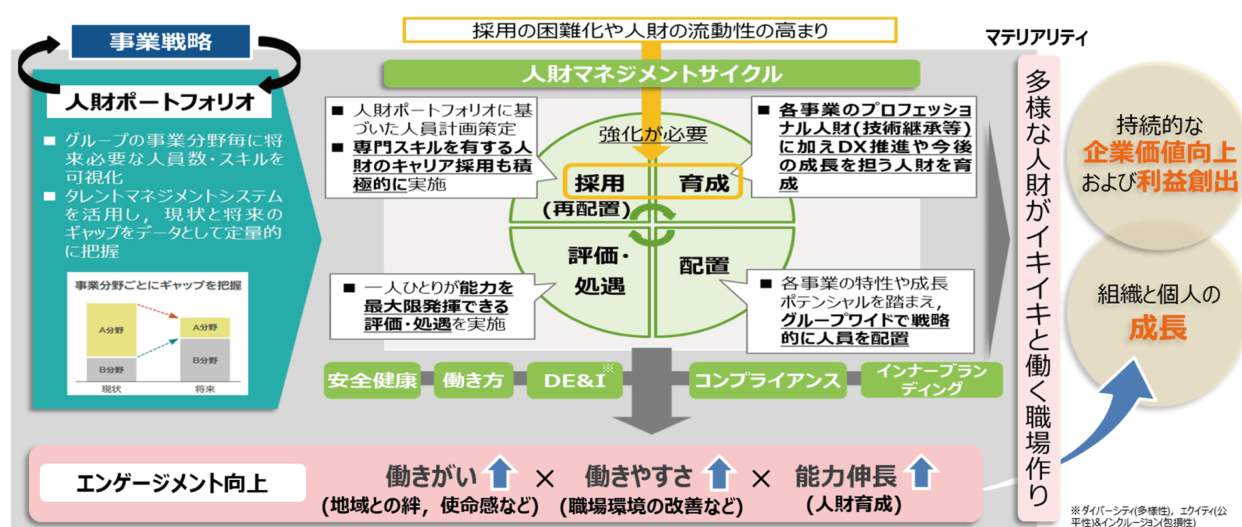 事業戦略
人財ポートフォリオ
■ グループの事業分野毎に将
来必要な人員数・スキルを
可視化
■ タレントマネジメントシステム
を活用し，現状と将来の
ギャップをデータとして定量的
に把握
事業分野ごとにギャップを把握
A分野
B分野
現状
A分野
B分野
将来
採用の困難化や人財の流動性の高まり
人財マネジメントサイクル
■ 人財ポートフォリオに基
づいた人員計画策定
■ 専門スキルを有する人
財のキャリア採用も積
極的に実施
強化が必要
■ 各事業のプロフェッショ
ナル人財(技術継承等)
に加えDX推進や今後
の成長を担う人財を育
成
採用
(再配置)
育成
評価・
処遇
配置
■ 一人ひとりが能力を
最大限発揮できる
評価・処遇を実施
■ 各事業の特性や成長
ポテンシャルを踏まえ，
グループワイドで戦略
的に人員を配置
安全健康
働き方
DE&I※
コンプライアンス
インナーブラン
ディング
エンゲージメント向上
働きがい × 働きやすさ × 能力伸長
(地域との絆，使命感など) (職場環境の改善など) (人財育成)
マテリアリティ
多様な人財がイキイキと働く職場作り
持続的な
企業価値向上
および利益創出
組織と個人の
成長
※ダイバーシティ(多様性)，エクイティ(公
平性)&インクルージョン(包摂性)